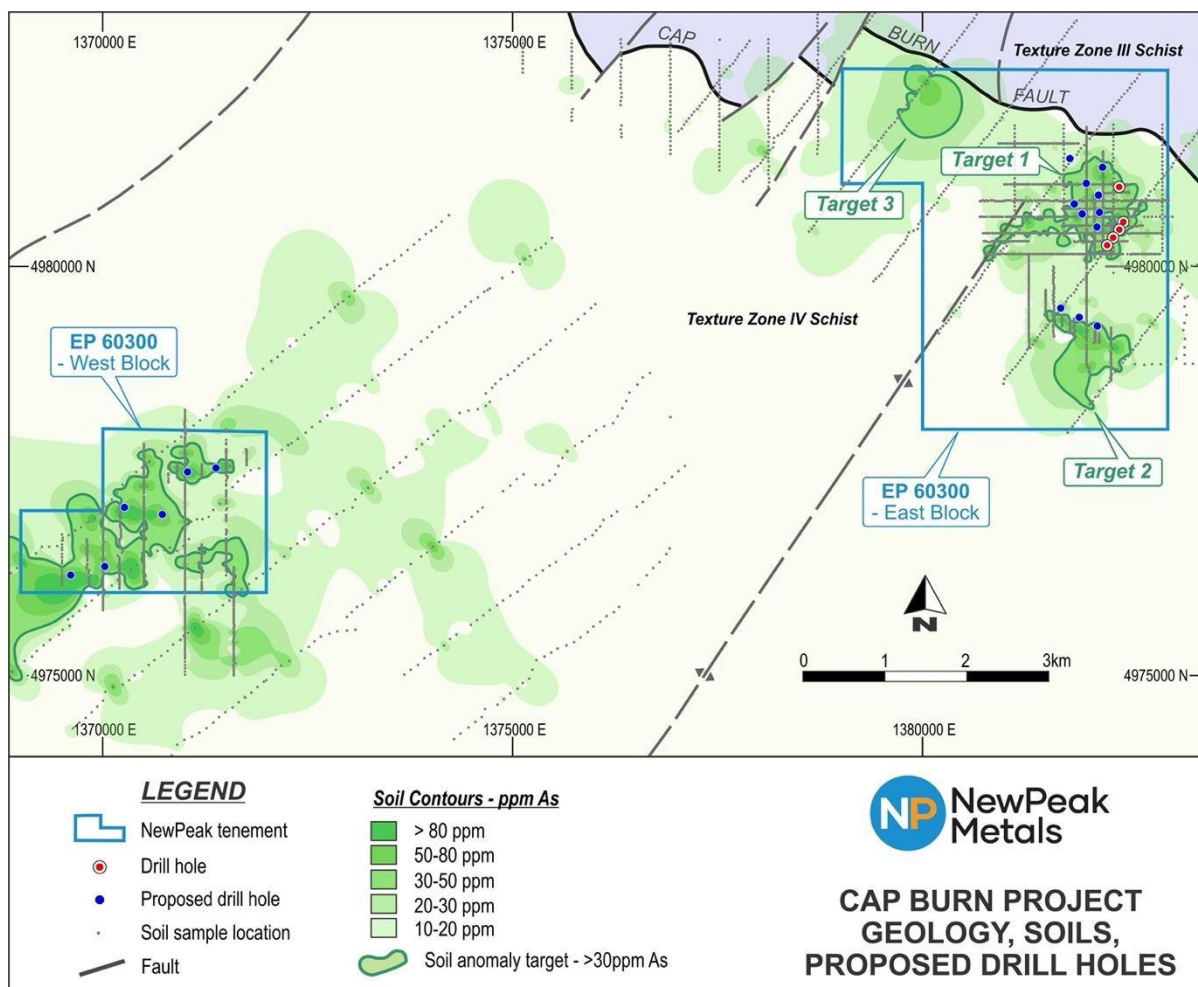 1370000 E
1375000 E
1380000 E
CAP
BURN
FAULT
Texture Zone III Schist
Target 1
Target 3
4980000 N
4980000 N
Texture Zone IV Schist
EP 60300
- West Block
Target 2
EP 60300
- East Block
N
0 1 2 3km
4975000 N
4975000 N
1370000 E
1375000 E
1380000 E
LEGEND
NewPeak tenement
Drill hole
Proposed drill hole
Soil sample location
Fault
Soil Contours - ppm As
> 80 ppm
50-80 ppm
30-50 ppm
20-30 ppm
10-20 ppm
Soil anomaly target - >30ppm As
NP
NewPeak
Metals
CAP BURN PROJECT
GEOLOGY, SOILS,
PROPOSED DRILL HOLES